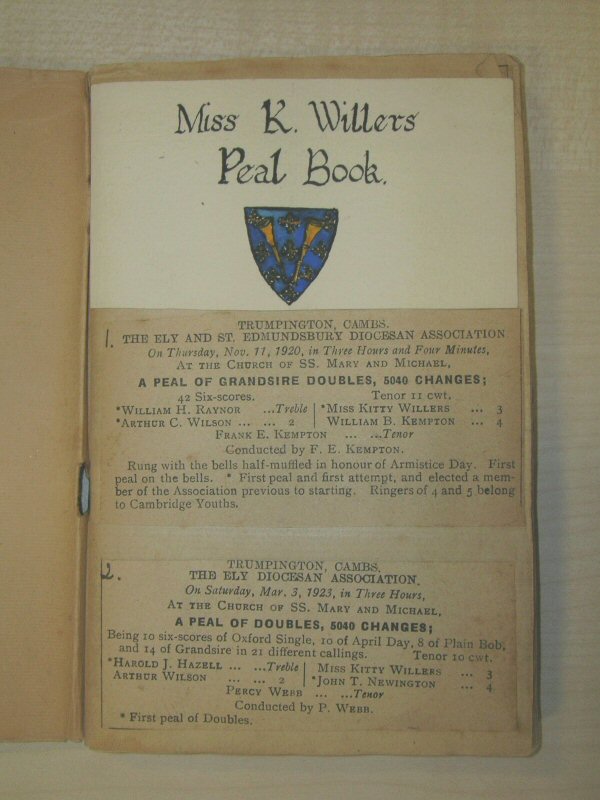 Miss K. Willers
Peal Book.
1.
TRUMPINGTON, CAMBS.
THE ELY AND ST. EDMUNDSBURY DIOCESAN ASSOCIATION.
On Thursday, Nov. 11, 1920, in Three Hours and Four Minutes,
AT THE CHURCH OF SS. MARY AND MICHAEL,
A PEAL OF GRANDSIRE DOUBLES, 5040 CHANGES;
42 Six-scores. Tenor 11 cwt.
*WILLIAM H. RAYNOR ...Treble | *MISS KITTY WILLERS ... 3
*ARTHUR C. WILSON ... ... 2 | WILLIAM B. KEMPTON ... 4
FRANK E. KEMPTON ... ...Tenor
Conducted by F. E. KEMPTON.
Rung with the bells half-muffled in honour of Armistice Day. First
peal on the bells. * First peal and first attempt, and elected a mem-
ber of the Association previous to starting. Ringers of 4 and 5 belong
to Cambridge Youths.
2.
TRUMPINGTON, CAMBS.
THE ELY DIOCESAN ASSOCIATION.
On Saturday, Mar. 3, 1923, in Three Hours,
AT THE CHURCH OF SS. MARY AND MICHAEL,
A PEAL OF DOUBLES, 5040 CHANGES;
Being 10 six-scores of Oxford Single, 10 of April Day, 8 of Plain Bob,
and 14 of Grandsire in 21 different callings. Tenor 10 cwt.
*HAROLD J. HAZELL ... ...Treble | MISS KITTY WILLERS ... 3
ARTHUR WILSON ... ... 2 | *JOHN T. NEWINGTON ... 4
PERCY WEBB ... ...Tenor
Conducted by P. WEBB.
* First peal of Doubles.